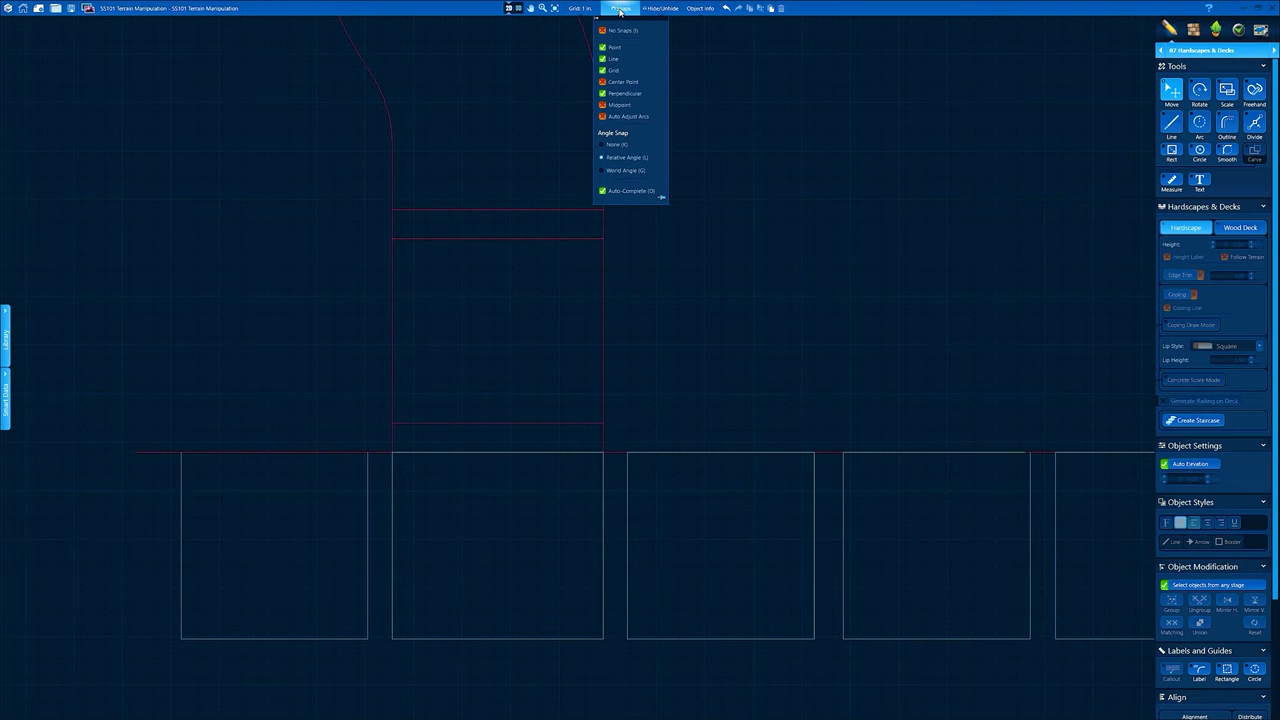 SS101 Terrain Manipulation - SS101 Terrain Manipulation
2D 3D
Grid: 1 in.
Snaps
Hide/Unhide
Object Info
?
No Snaps (I)
Point
Line
Grid
Center Point
Perpendicular
Midpoint
Auto Adjust Arcs
Angle Snap
None (K)
Relative Angle (L)
World Angle (G)
Auto-Complete (O)
Library
Smart Data
07 Hardscapes & Decks
Tools
Move Rotate Scale Freehand
Line Arc Outline Divide
Rect Circle Smooth Carve
Measure Text
Hardscapes & Decks
Hardscape Wood Deck
Height:
Height Label Follow Terrain
Edge Trim
Coping
Coping Line
Coping Draw Mode
Lip Style: Square
Lip Height:
Concrete Score Mode
Generate Railing on Deck
Create Staircase
Object Settings
Auto Elevation
Object Styles
Line Arrow Border
Object Modification
Select objects from any stage
Group Ungroup Mirror H. Mirror V.
Matching Union Reset
Labels and Guides
Callout Label Rectangle Circle
Align
Alignment Distribute